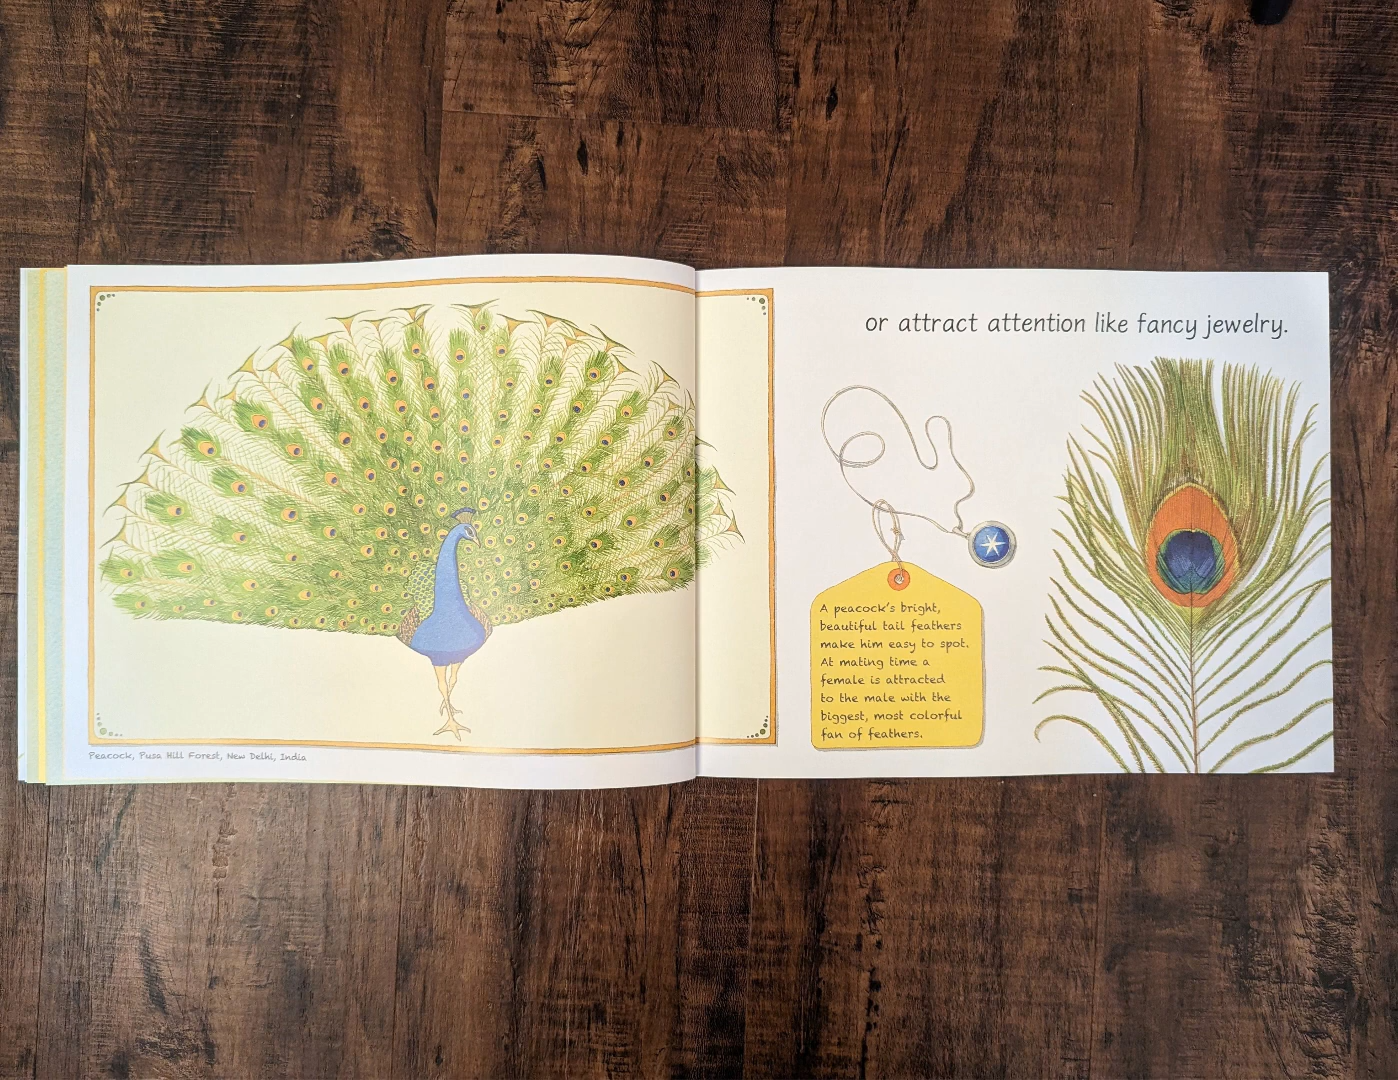 or attract attention like fancy jewelry.
A peacock's bright,
beautiful tail feathers
make him easy to spot.
At mating time a
female is attracted
to the male with the
biggest, most colorful
fan of feathers.
Peacock, Pusa Hill Forest, New Delhi, India